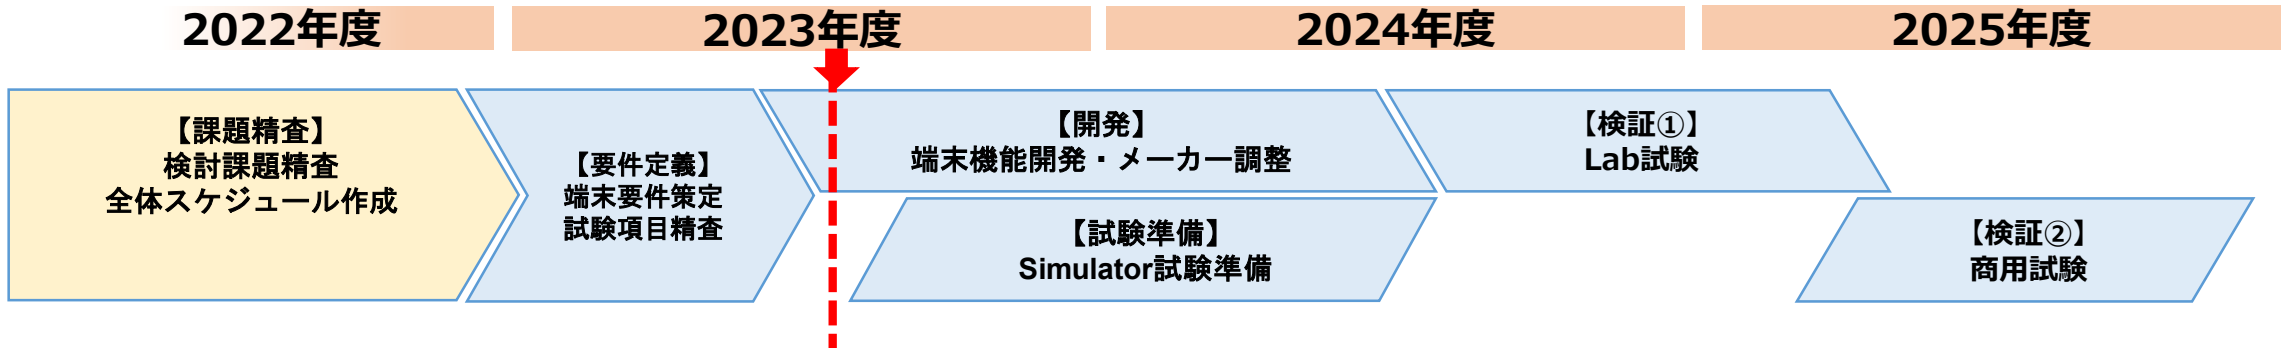 2022年度
2023年度
2024年度
2025年度
【課題精査】
検討課題精査
全体スケジュール作成
【要件定義】
端末要件策定
試験項目精査
【開発】
端末機能開発・メーカー調整
【試験準備】
Simulator試験準備
【検証①】
Lab試験
【検証②】
商用試験